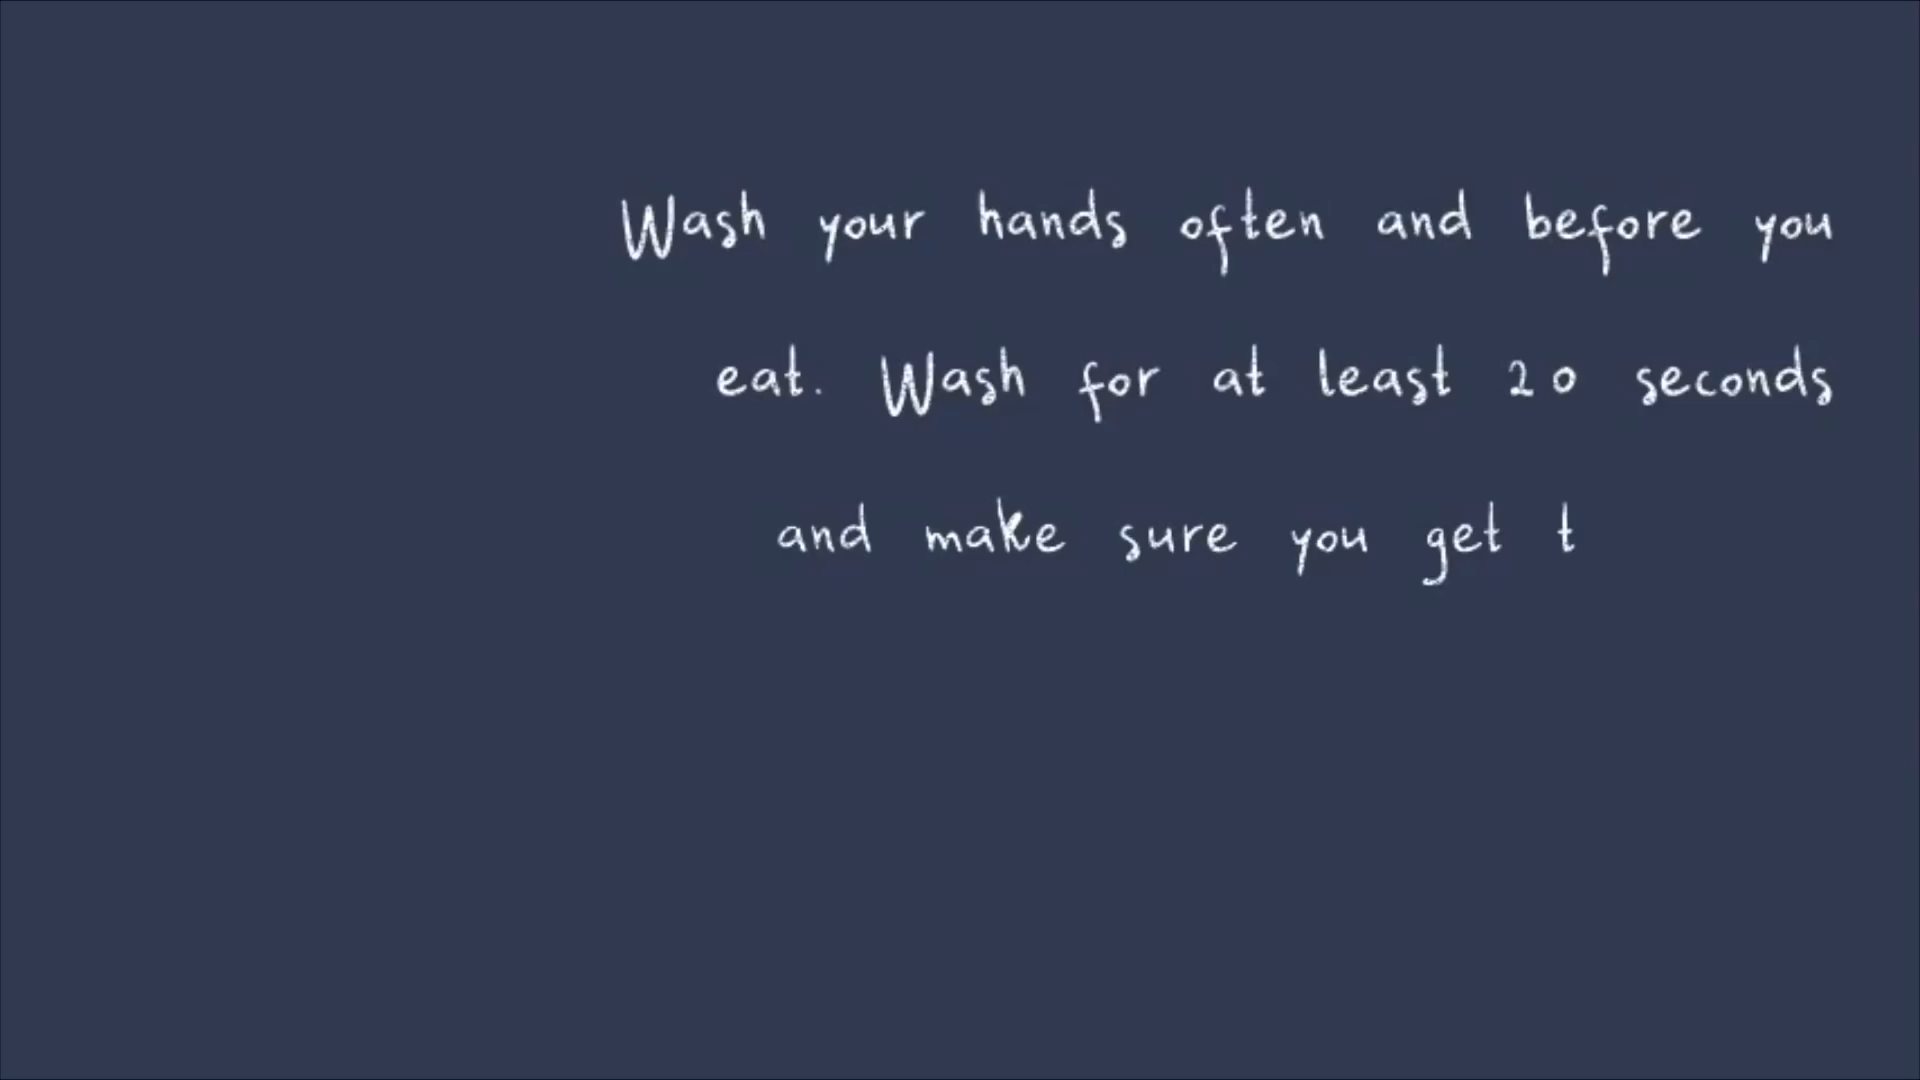 Wash your hands often and before you
eat. Wash for at least 20 seconds
and make sure you get t